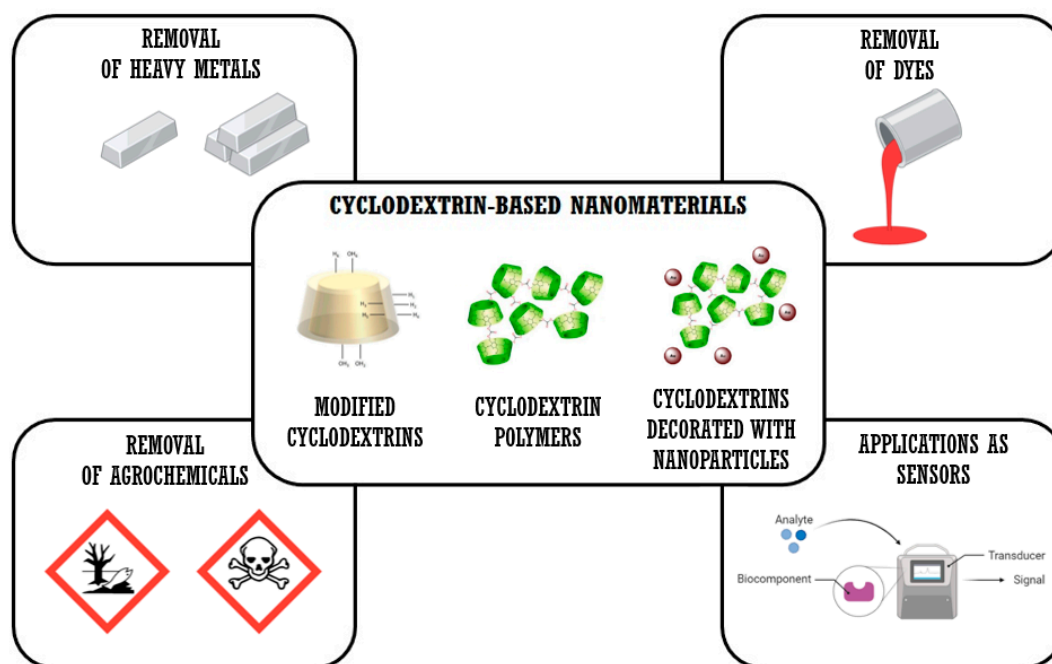 REMOVAL
OF HEAVY METALS
REMOVAL
OF DYES
CYCLODEXTRIN-BASED NANOMATERIALS
MODIFIED
CYCLODEXTRINS
CYCLODEXTRIN
POLYMERS
CYCLODEXTRINS
DECORATED WITH
NANOPARTICLES
REMOVAL
OF AGROCHEMICALS
APPLICATIONS AS
SENSORS
Analyte
Transducer
Biocomponent
Signal